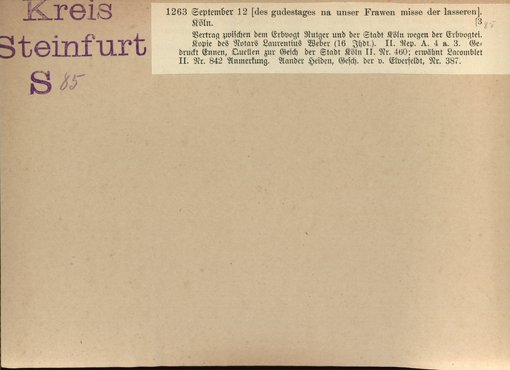 Kreis
Steinfurt
S 85
1263 September 12 [des gudestages na unser Frawen misse der lasseren].
Köln. [3 85
Vertrag zwischen dem Erbvogt Rutger und der Stadt Köln wegen der Erbvogtei.
Kopie des Notars Laurentius Weber (16 Jhdt.). II. Rep. A. 4 a. 3. Ge-
druckt Ennen, Quellen zur Gesch der Stadt Köln II. Nr. 460; erwähnt Lacomblet
II. Nr. 842 Anmerkung. Aander Heiden, Gesch. der v. Elverfeldt, Nr. 387.